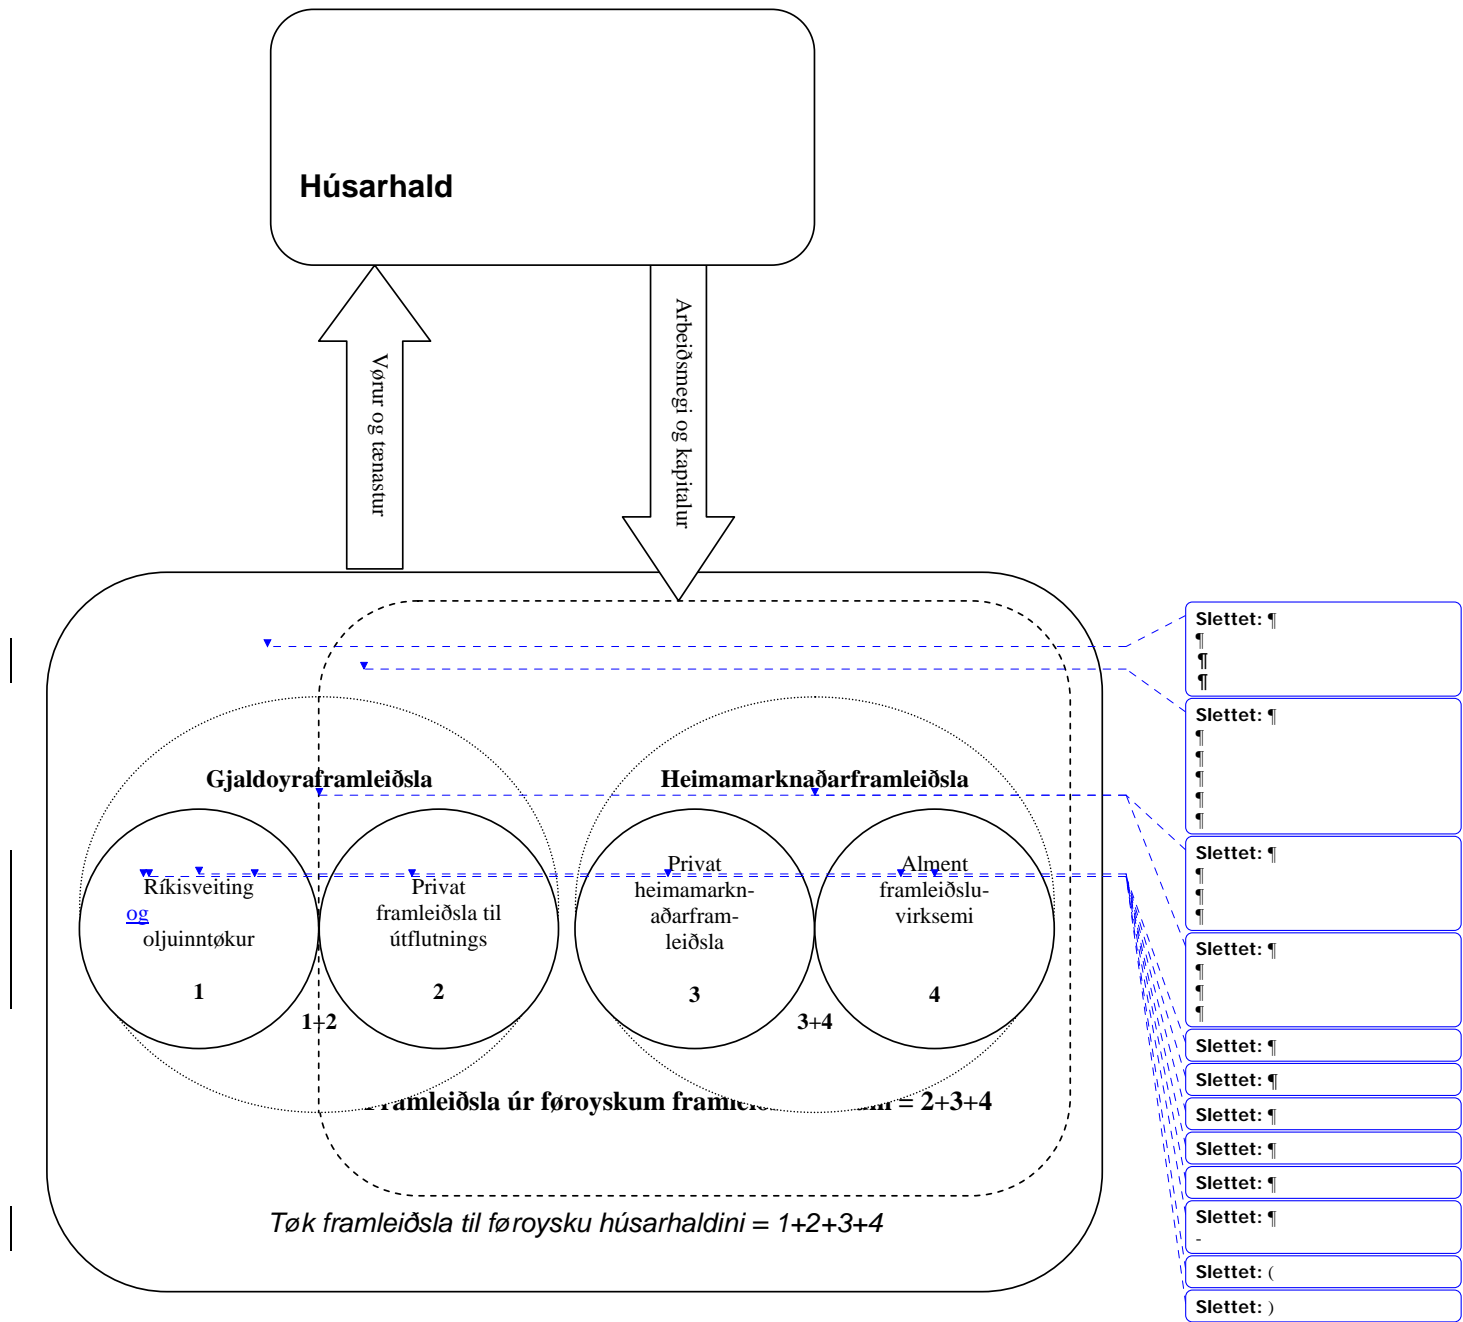 Húsarhald
Vørur og tænastur
Arbeiðsmegi og kapitalur
Gjaldoyraframleiðsla
Heimamarknaðarframleiðsla
Ríkisveiting
og
oljuinntøkur
1
Privat
framleiðsla til
útflutnings
2
1+2
Privat
heimamarkn-
aðarfram-
leiðsla
3
Alment
framleiðslu-
virksemi
4
3+4
úr føroyskum = 2+3+4
Tøk framleiðsla til føroysku húsarhaldini = 1+2+3+4
Slettet: ¶
¶
¶
¶
Slettet: ¶
¶
¶
¶
¶
¶
Slettet: ¶
¶
¶
¶
Slettet: ¶
¶
¶
¶
Slettet: ¶
Slettet: ¶
Slettet: ¶
Slettet: ¶
Slettet: ¶
Slettet: ¶
-
Slettet: (
Slettet: )